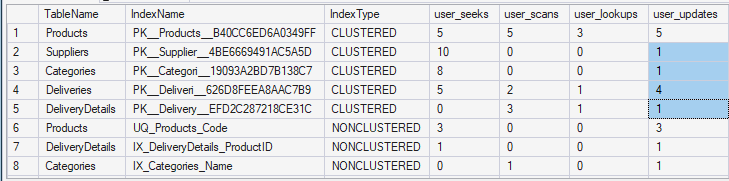 TableName IndexName IndexType user_seeks user_scans user_lookups user_updates
1 Products PK__Products__B40CC6ED6A0349FF CLUSTERED 5 5 3 5
2 Suppliers PK__Supplier__4BE6669491AC5A5D CLUSTERED 10 0 0 1
3 Categories PK__Categori__19093A2BD7B138C7 CLUSTERED 8 0 0 1
4 Deliveries PK__Deliveri__626D8FEEA8AAC7B9 CLUSTERED 5 2 1 4
5 DeliveryDetails PK__Delivery__EFD2C287218CE31C CLUSTERED 0 3 1 1
6 Products UQ_Products_Code NONCLUSTERED 3 0 0 3
7 DeliveryDetails IX_DeliveryDetails_ProductID NONCLUSTERED 1 0 0 1
8 Categories IX_Categories_Name NONCLUSTERED 0 1 0 1